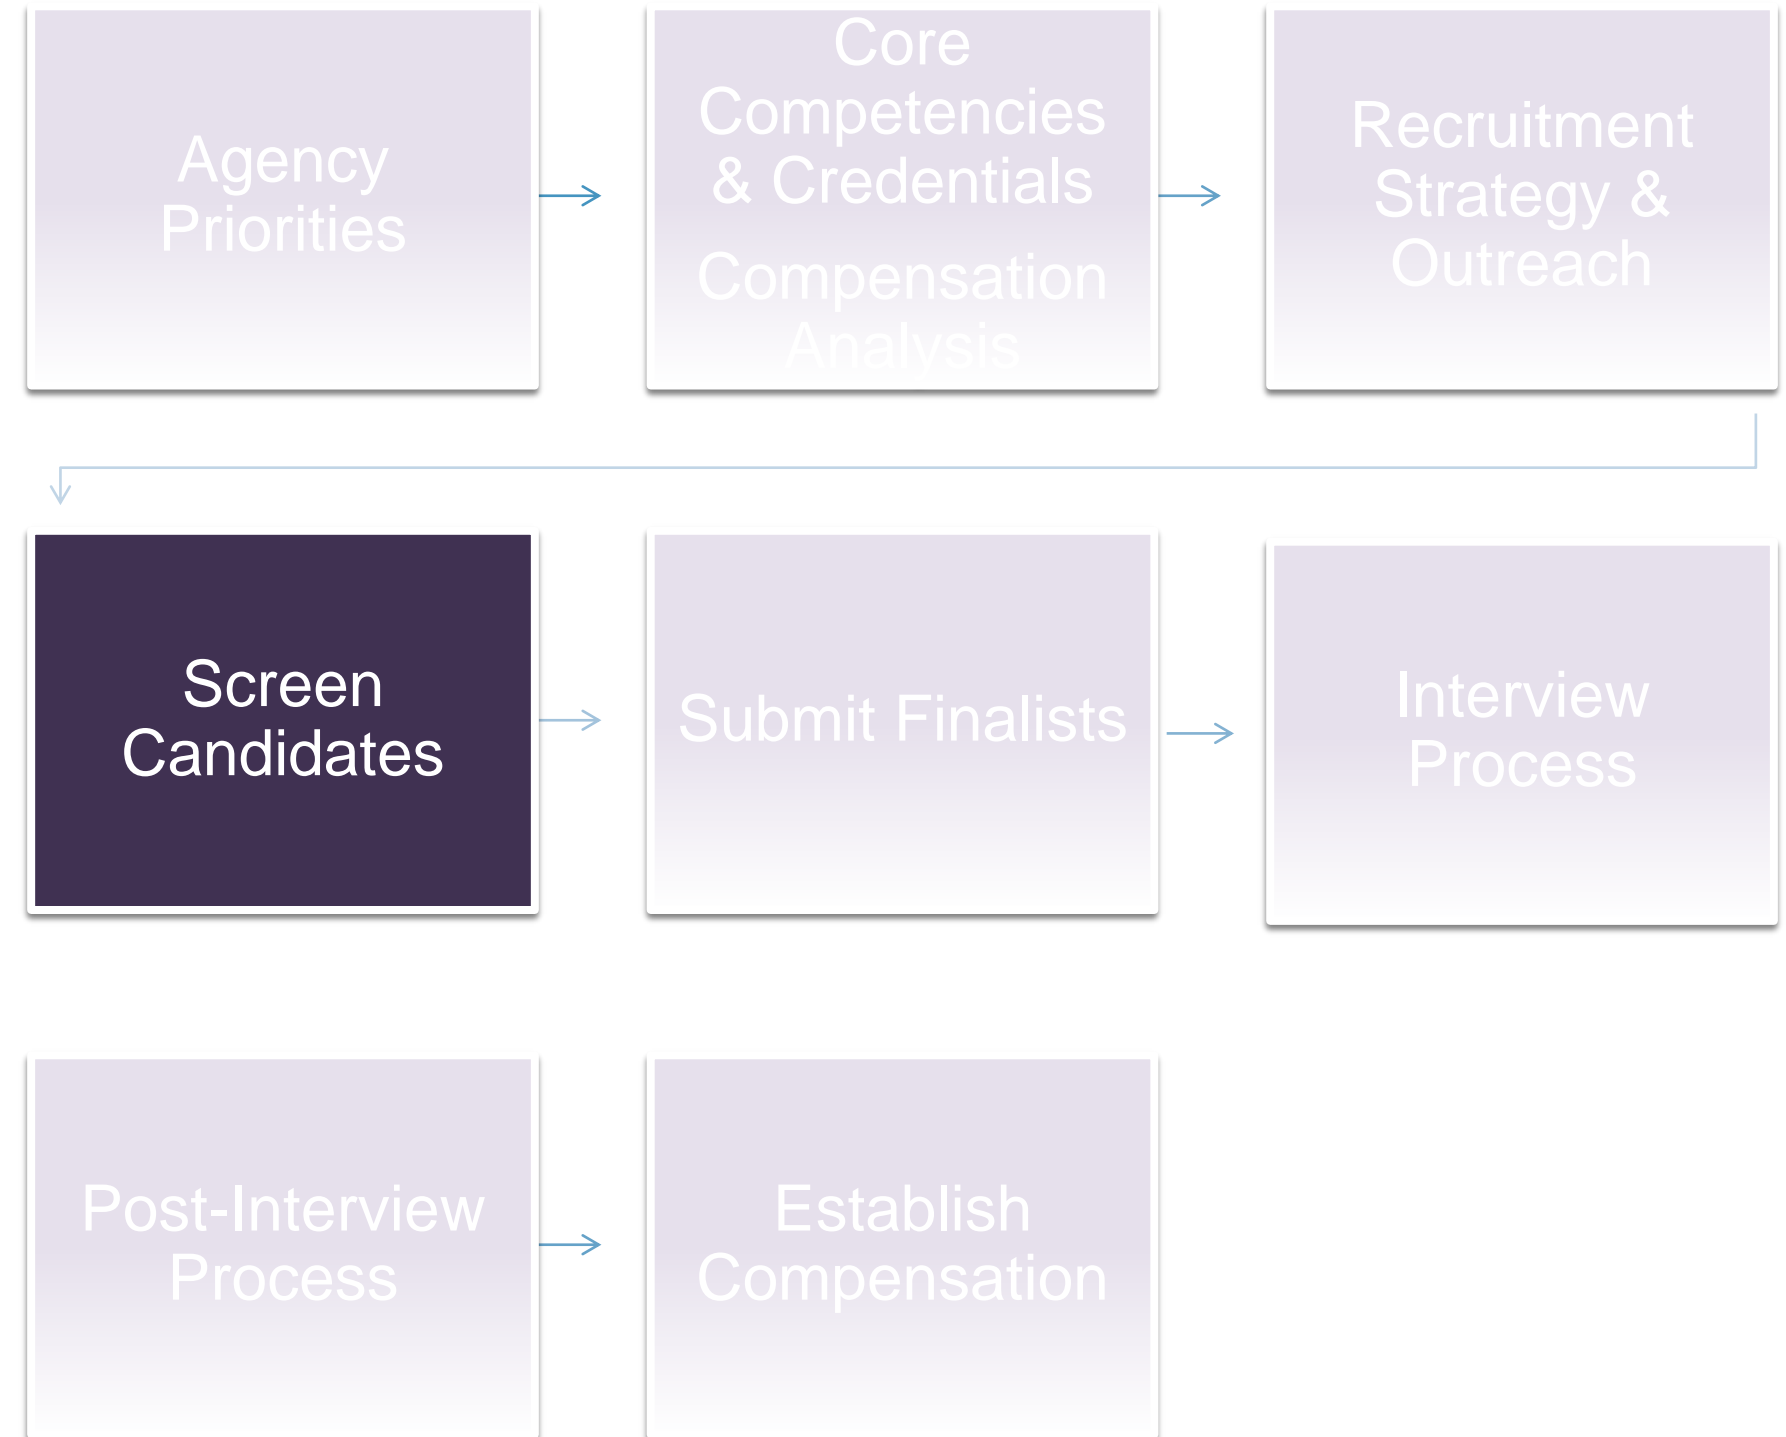 Agency
Priorities
Core
Competencies
& Credentials
Compensation
Analysis
Recruitment
Strategy &
Outreach
Screen
Candidates
Submit Finalists
Interview
Process
Post-Interview
Process
Establish
Compensation